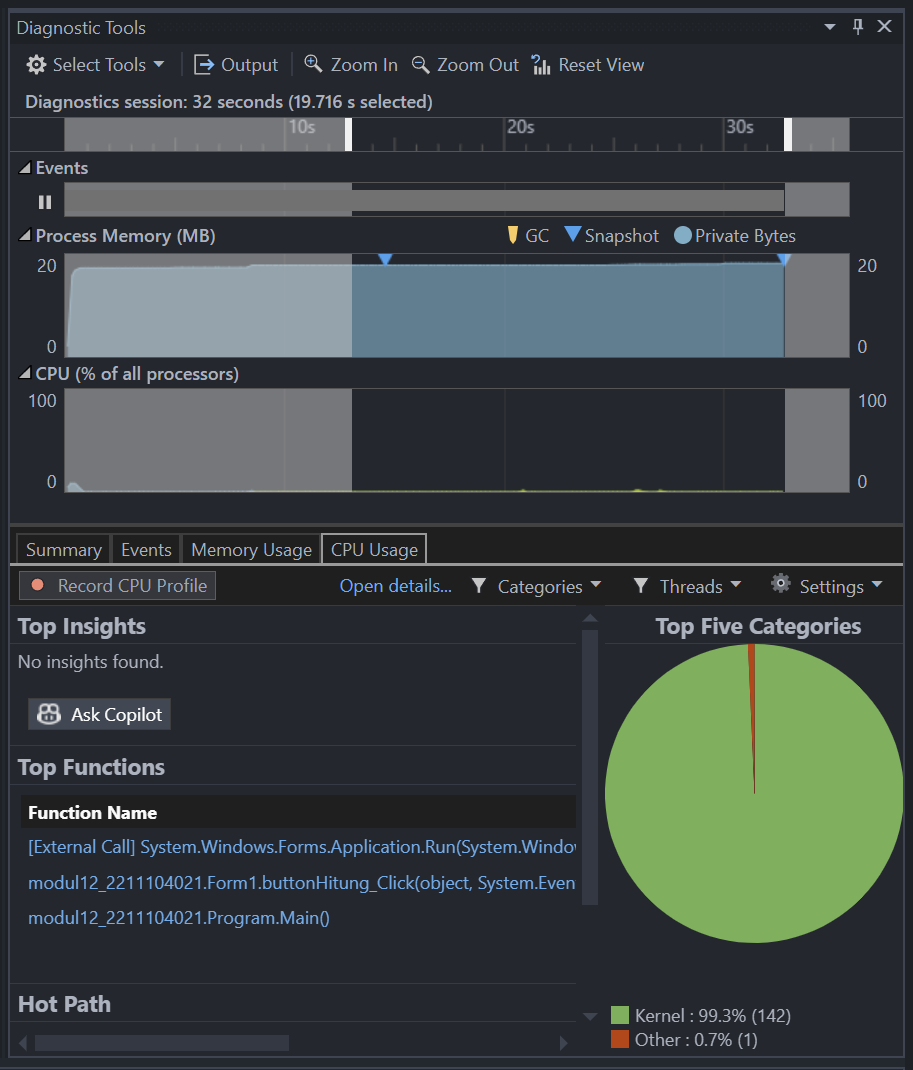 Diagnostic Tools
Select Tools Output Zoom In Zoom Out Reset View
Diagnostics session: 32 seconds (19.716 s selected)
10s 20s 30s
Events
Process Memory (MB) GC Snapshot Private Bytes
20 20
0 0
CPU (% of all processors)
100 100
0 0
Summary Events Memory Usage CPU Usage
Record CPU Profile Open details... Categories Threads Settings
Top Insights Top Five Categories
No insights found.
Ask Copilot
Top Functions
Function Name
[External Call] System.Windows.Forms.Application.Run(System.Window
modul12_2211104021.Form1.buttonHitung_Click(object, System.Even
modul12_2211104021.Program.Main()
Hot Path
Kernel : 99.3% (142)
Other : 0.7% (1)